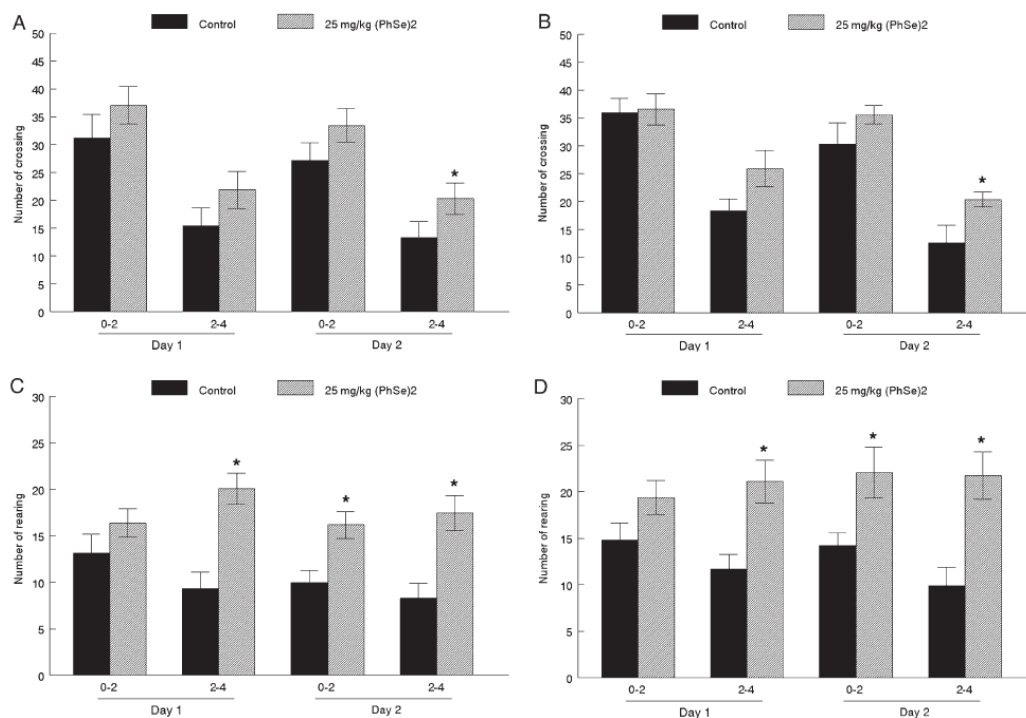 A
Control 25 mg/kg (PhSe)2
Number of crossing
50
45
40
35
30
25
20
15
10
5
0
0-2 2-4 0-2 2-4
Day 1 Day 2
*
B
Control 25 mg/kg (PhSe)2
Number of crossing
50
45
40
35
30
25
20
15
10
5
0
0-2 2-4 0-2 2-4
Day 1 Day 2
*
C
Control 25 mg/kg (PhSe)2
Number of rearing
30
25
20
15
10
5
0
0-2 2-4 0-2 2-4
Day 1 Day 2
* * *
D
Control 25 mg/kg (PhSe)2
Number of rearing
30
25
20
15
10
5
0
0-2 2-4 0-2 2-4
Day 1 Day 2
* * *